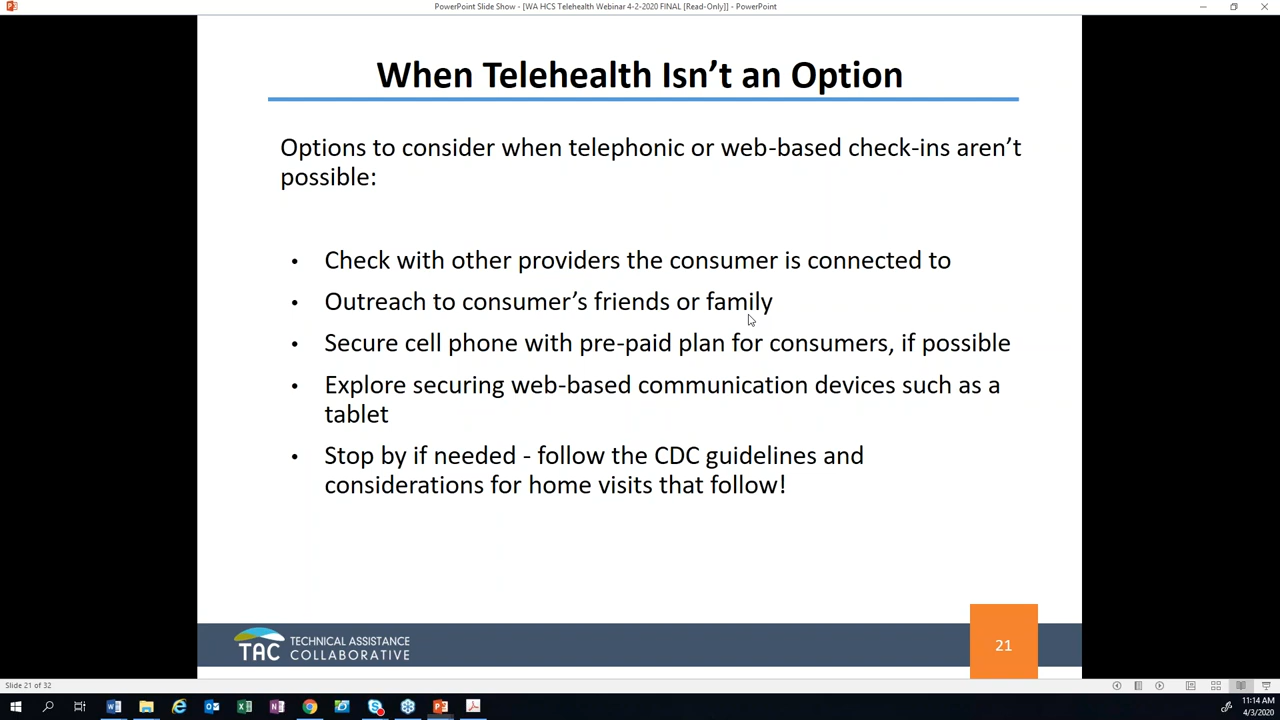 PowerPoint Slide Show - [WA HCS Telehealth Webinar 4-2-2020 FINAL [Read-Only]] - PowerPoint
When Telehealth Isn’t an Option
Options to consider when telephonic or web-based check-ins aren’t
possible:
• Check with other providers the consumer is connected to
• Outreach to consumer’s friends or family
• Secure cell phone with pre-paid plan for consumers, if possible
• Explore securing web-based communication devices such as a
tablet
• Stop by if needed - follow the CDC guidelines and
considerations for home visits that follow!
TAC TECHNICAL ASSISTANCE
COLLABORATIVE
21
Slide 21 of 32
11:14 AM
4/3/2020